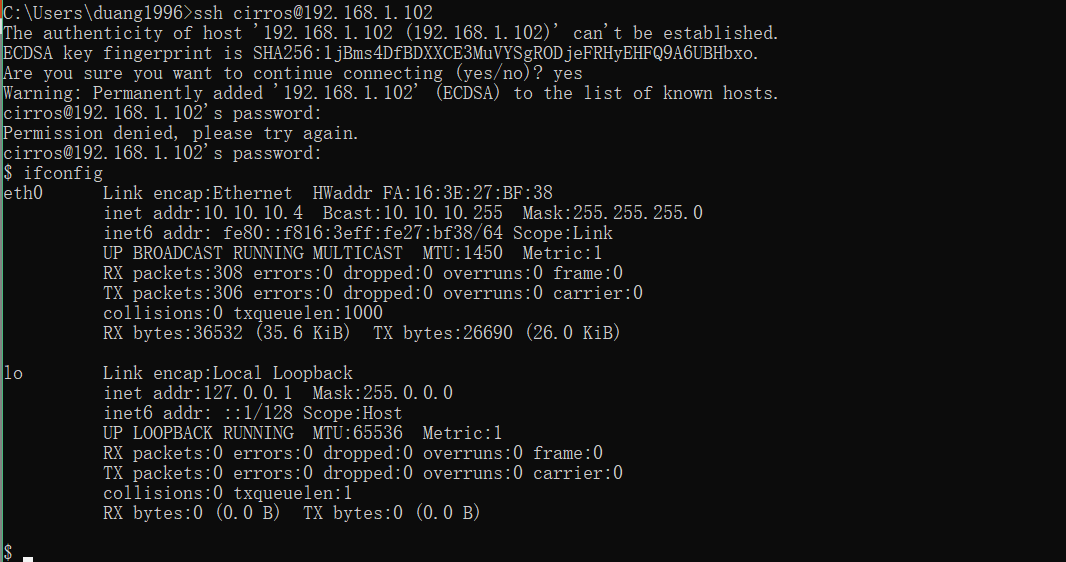 C:\Users\duang1996>ssh cirros@192.168.1.102
The authenticity of host '192.168.1.102 (192.168.1.102)' can't be established.
ECDSA key fingerprint is SHA256:ljBms4DfBDXXCE3MuVYSgRODjeFRHyEHFQ9A6UBHbxo.
Are you sure you want to continue connecting (yes/no)? yes
Warning: Permanently added '192.168.1.102' (ECDSA) to the list of known hosts.
cirros@192.168.1.102's password:
Permission denied, please try again.
cirros@192.168.1.102's password:
$ ifconfig
eth0      Link encap:Ethernet  HWaddr FA:16:3E:27:BF:38
          inet addr:10.10.10.4  Bcast:10.10.10.255  Mask:255.255.255.0
          inet6 addr: fe80::f816:3eff:fe27:bf38/64 Scope:Link
          UP BROADCAST RUNNING MULTICAST  MTU:1450  Metric:1
          RX packets:308 errors:0 dropped:0 overruns:0 frame:0
          TX packets:306 errors:0 dropped:0 overruns:0 carrier:0
          collisions:0 txqueuelen:1000
          RX bytes:36532 (35.6 KiB)  TX bytes:26690 (26.0 KiB)
lo        Link encap:Local Loopback
          inet addr:127.0.0.1  Mask:255.0.0.0
          inet6 addr: ::1/128 Scope:Host
          UP LOOPBACK RUNNING  MTU:65536  Metric:1
          RX packets:0 errors:0 dropped:0 overruns:0 frame:0
          TX packets:0 errors:0 dropped:0 overruns:0 carrier:0
          collisions:0 txqueuelen:1
          RX bytes:0 (0.0 B)  TX bytes:0 (0.0 B)
$